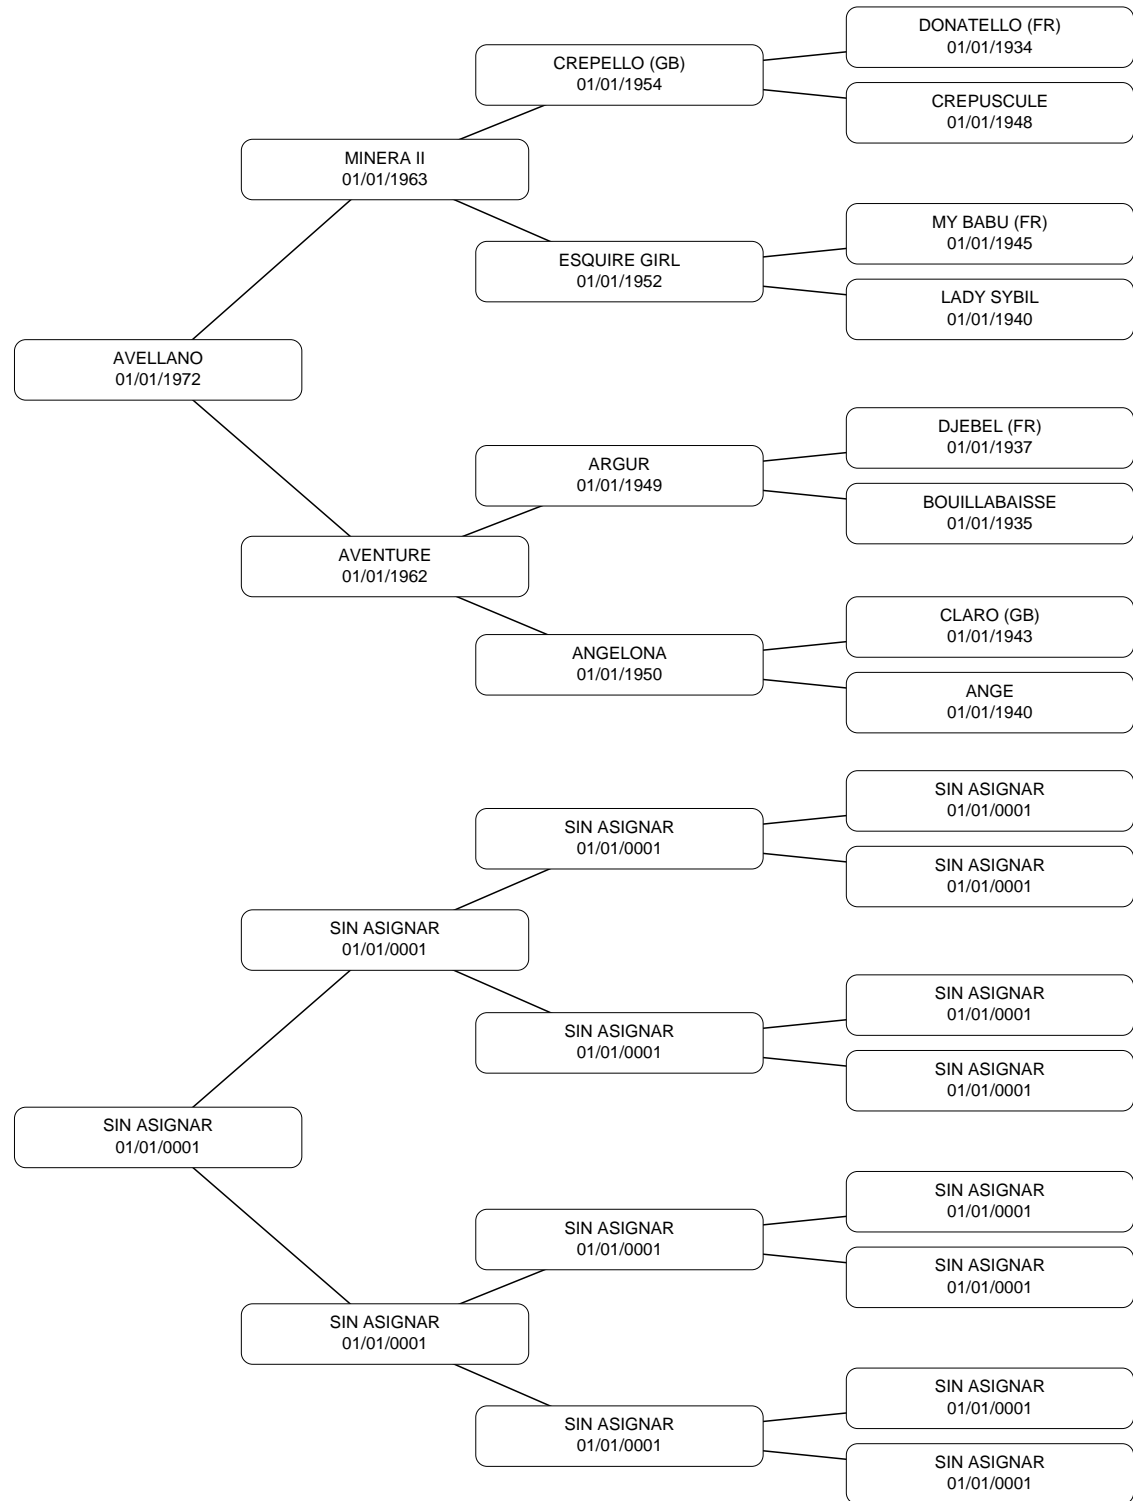 DONATELLO (FR)
01/01/1934
CREPELLO (GB)
01/01/1954
CREPUSCULE
01/01/1948
MINERA II
01/01/1963
MY BABU (FR)
01/01/1945
ESQUIRE GIRL
01/01/1952
LADY SYBIL
01/01/1940
AVELLANO
01/01/1972
DJEBEL (FR)
01/01/1937
ARGUR
01/01/1949
BOUILLABAISSE
01/01/1935
AVENTURE
01/01/1962
CLARO (GB)
01/01/1943
ANGELONA
01/01/1950
ANGE
01/01/1940
SIN ASIGNAR
01/01/0001
SIN ASIGNAR
01/01/0001
SIN ASIGNAR
01/01/0001
SIN ASIGNAR
01/01/0001
SIN ASIGNAR
01/01/0001
SIN ASIGNAR
01/01/0001
SIN ASIGNAR
01/01/0001
SIN ASIGNAR
01/01/0001
SIN ASIGNAR
01/01/0001
SIN ASIGNAR
01/01/0001
SIN ASIGNAR
01/01/0001
SIN ASIGNAR
01/01/0001
SIN ASIGNAR
01/01/0001
SIN ASIGNAR
01/01/0001
SIN ASIGNAR
01/01/0001